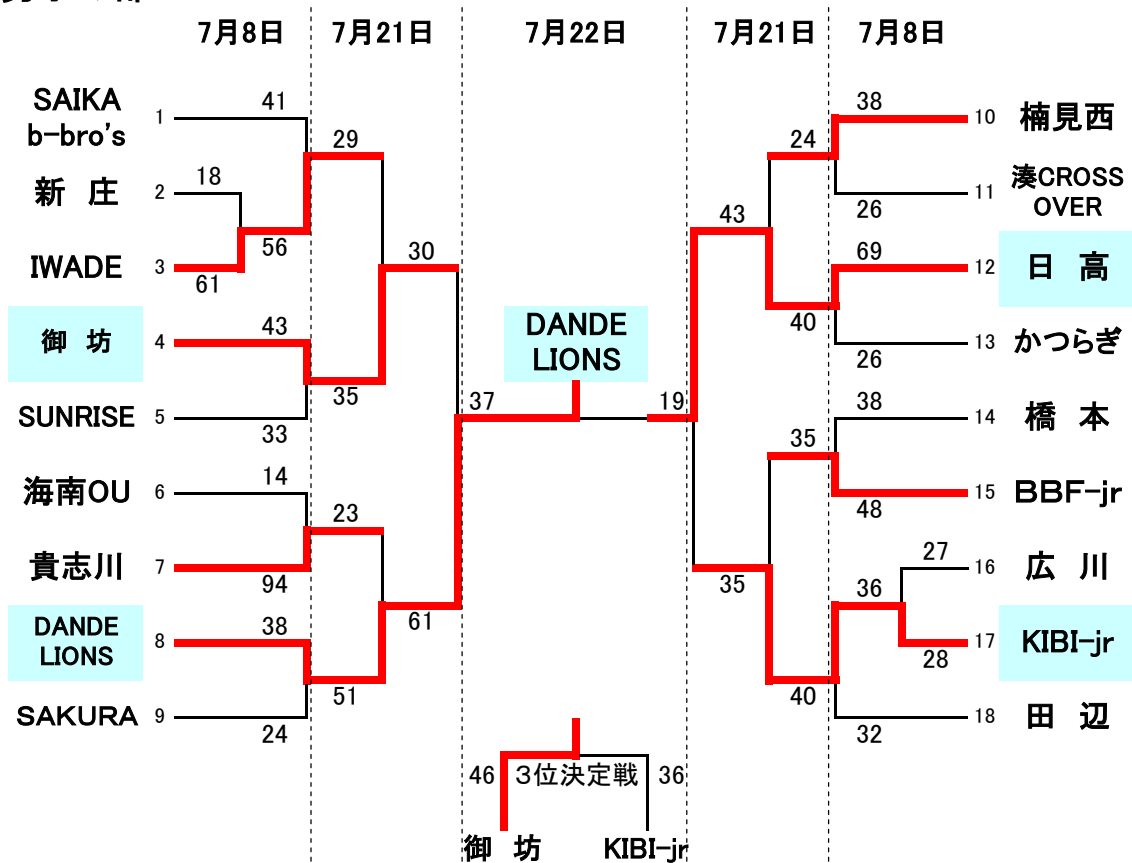 7月8日 7月21日 7月22日 7月21日 7月8日
SAIKA
b-bro's
1
41
新 庄
2
18
IWADE
3
61
56
29
御 坊
4
43
SUNRISE
5
33
35
30
海南OU
6
14
貴志川
7
94
23
DANDE
LIONS
8
38
SAKURA
9
24
51
61
37
DANDE
LIONS
19
38
10
楠見西
24
26
11
湊CROSS
OVER
43
69
12
日 高
40
26
13
かつらぎ
38
14
橋 本
35
48
15
BBF-jr
35
27
16
広 川
36
28
17
KIBI-jr
40
32
18
田 辺
46
3位決定戦
36
御 坊
KIBI-jr